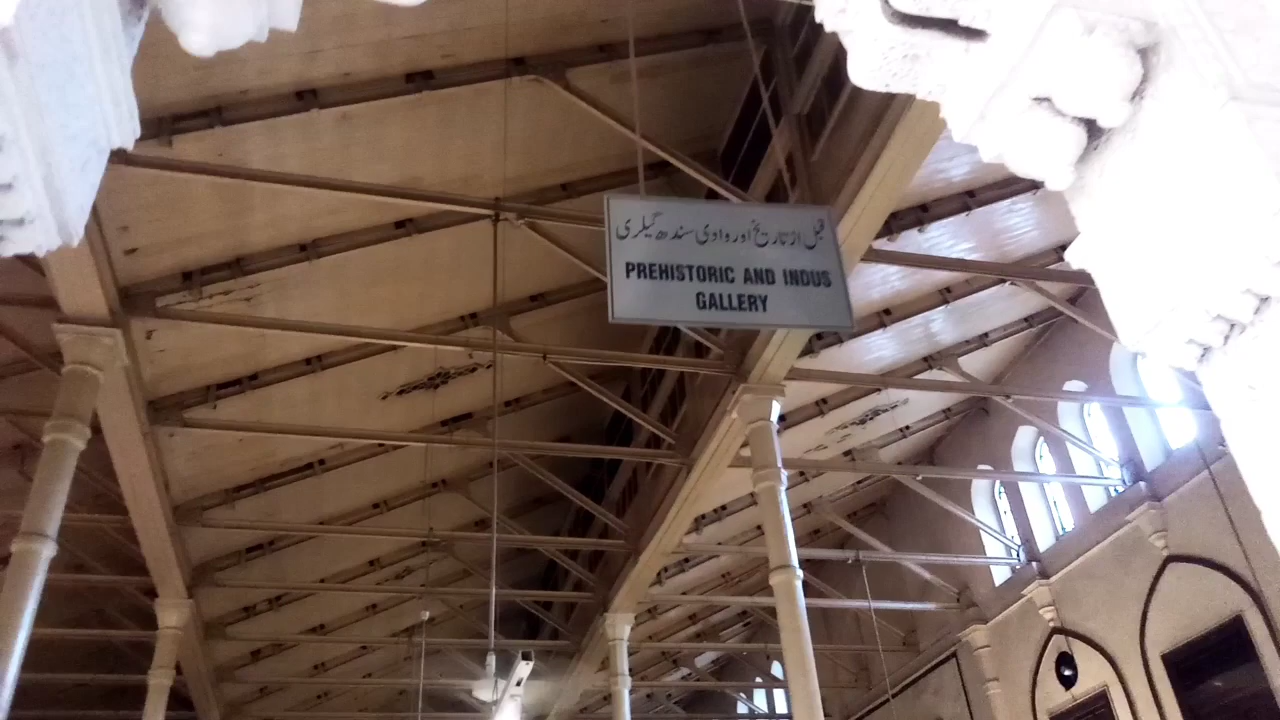 قبل از تاریخ اور وادی سندھ گیلری
PREHISTORIC AND INDUS
GALLERY